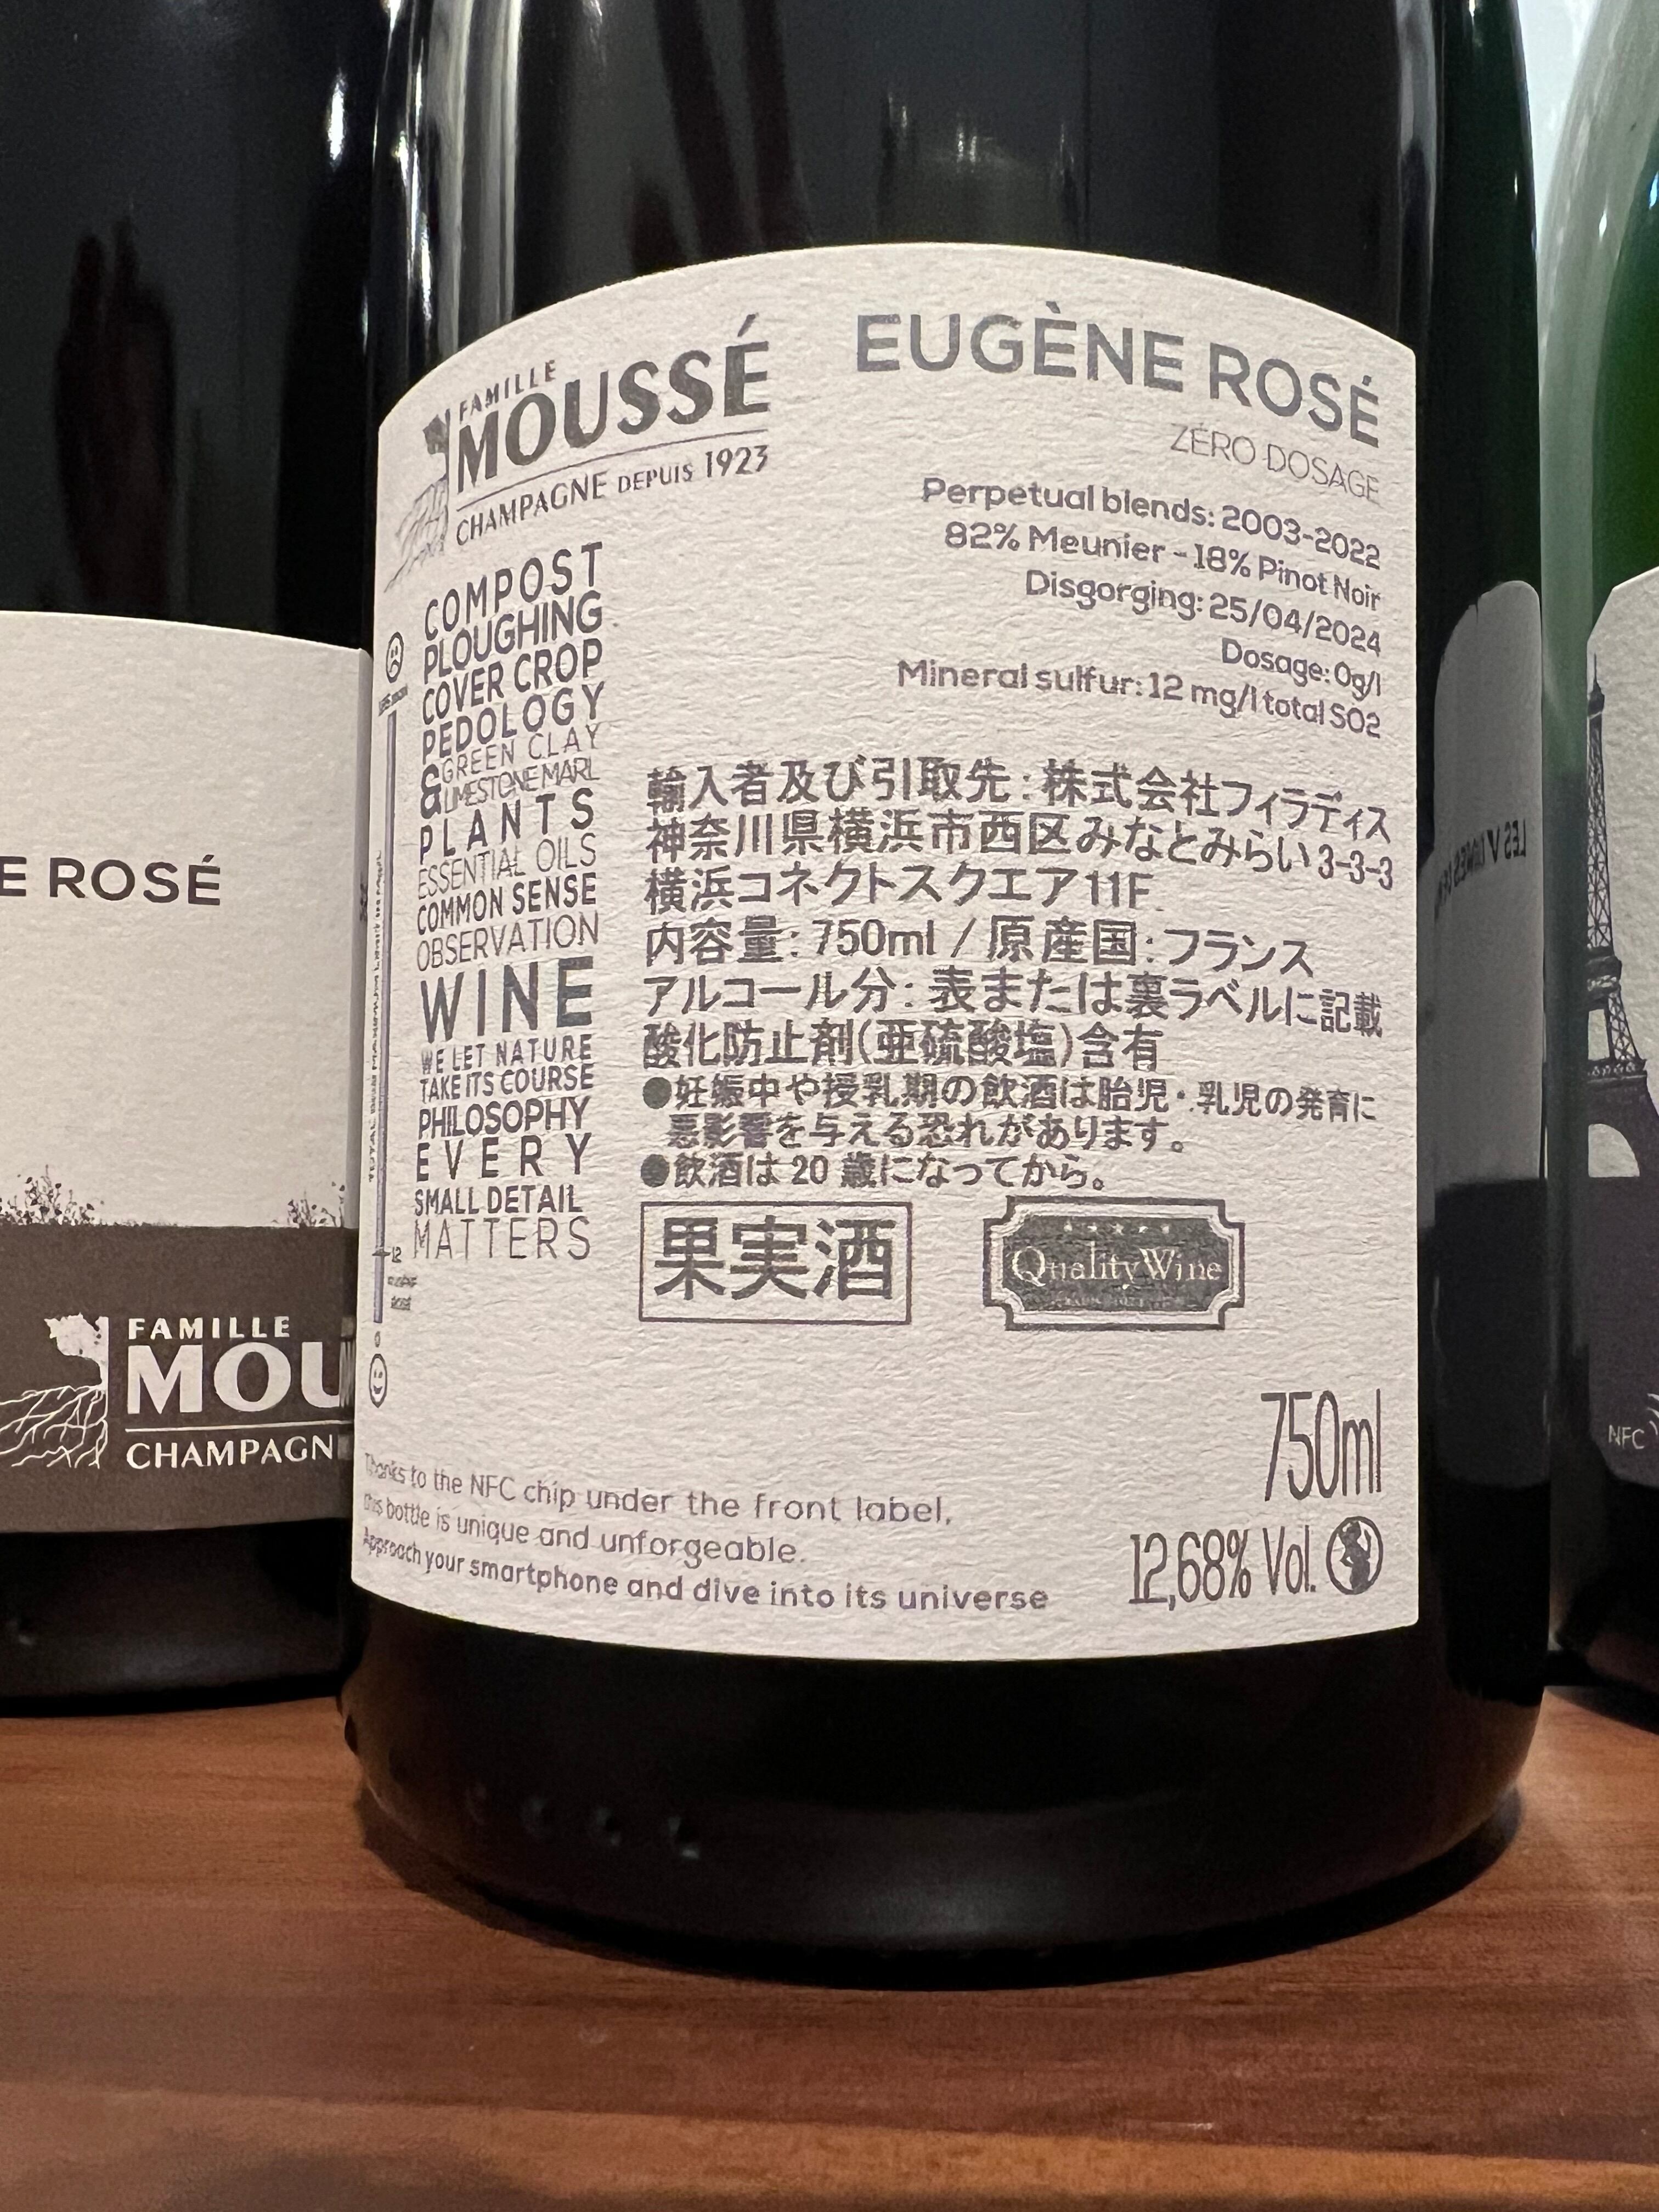 FAMILLE
MOUSSÉ
CHAMPAGNE DEPUIS 1923
EUGÈNE ROSÉ
ZÉRO DOSAGE
Perpetual blends: 2003-2022
82% Meunier - 18% Pinot Noir
Disgorging: 25/04/2024
Dosage: 0g/l
Mineral sulfur: 12 mg/l total SO2
COMPOST
PLOUGHING
COVER CROP
PEDOLOGY
& GREEN CLAY
LIMESTONE MARL
PLANTS
ESSENTIAL OILS
COMMON SENSE
OBSERVATION
WINE
WE LET NATURE
TAKE ITS COURSE
PHILOSOPHY
EVERY
SMALL DETAIL
MATTERS
12
0
輸入者及び引取先:株式会社フィラディス
神奈川県横浜市西区みなとみらい3-3-3
横浜コネクトスクエア11F
内容量: 750ml / 原産国:フランス
アルコール分:表または裏ラベルに記載
酸化防止剤(亜硫酸塩)含有
●妊娠中や授乳期の飲酒は胎児・乳児の発育に
悪影響を与える恐れがあります。
●飲酒は20歳になってから。
果実酒
Quality Wine
750ml
12,68% Vol.
Thanks to the NFC chip under the front label,
this bottle is unique and unforgeable.
Approach your smartphone and dive into its universe
E ROSÉ
FAMILLE
MOU
CHAMPAGN
NFC